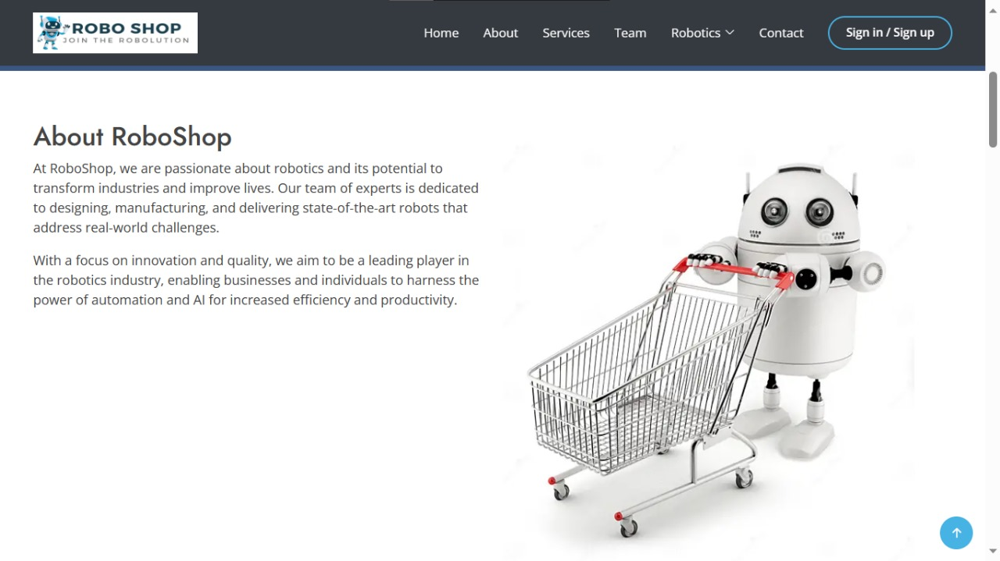 ROBO SHOP
JOIN THE ROBOLUTION
Home About Services Team Robotics Contact Sign in / Sign up
About RoboShop
At RoboShop, we are passionate about robotics and its potential to
transform industries and improve lives. Our team of experts is dedicated
to designing, manufacturing, and delivering state-of-the-art robots that
address real-world challenges.
With a focus on innovation and quality, we aim to be a leading player in
the robotics industry, enabling businesses and individuals to harness the
power of automation and AI for increased efficiency and productivity.